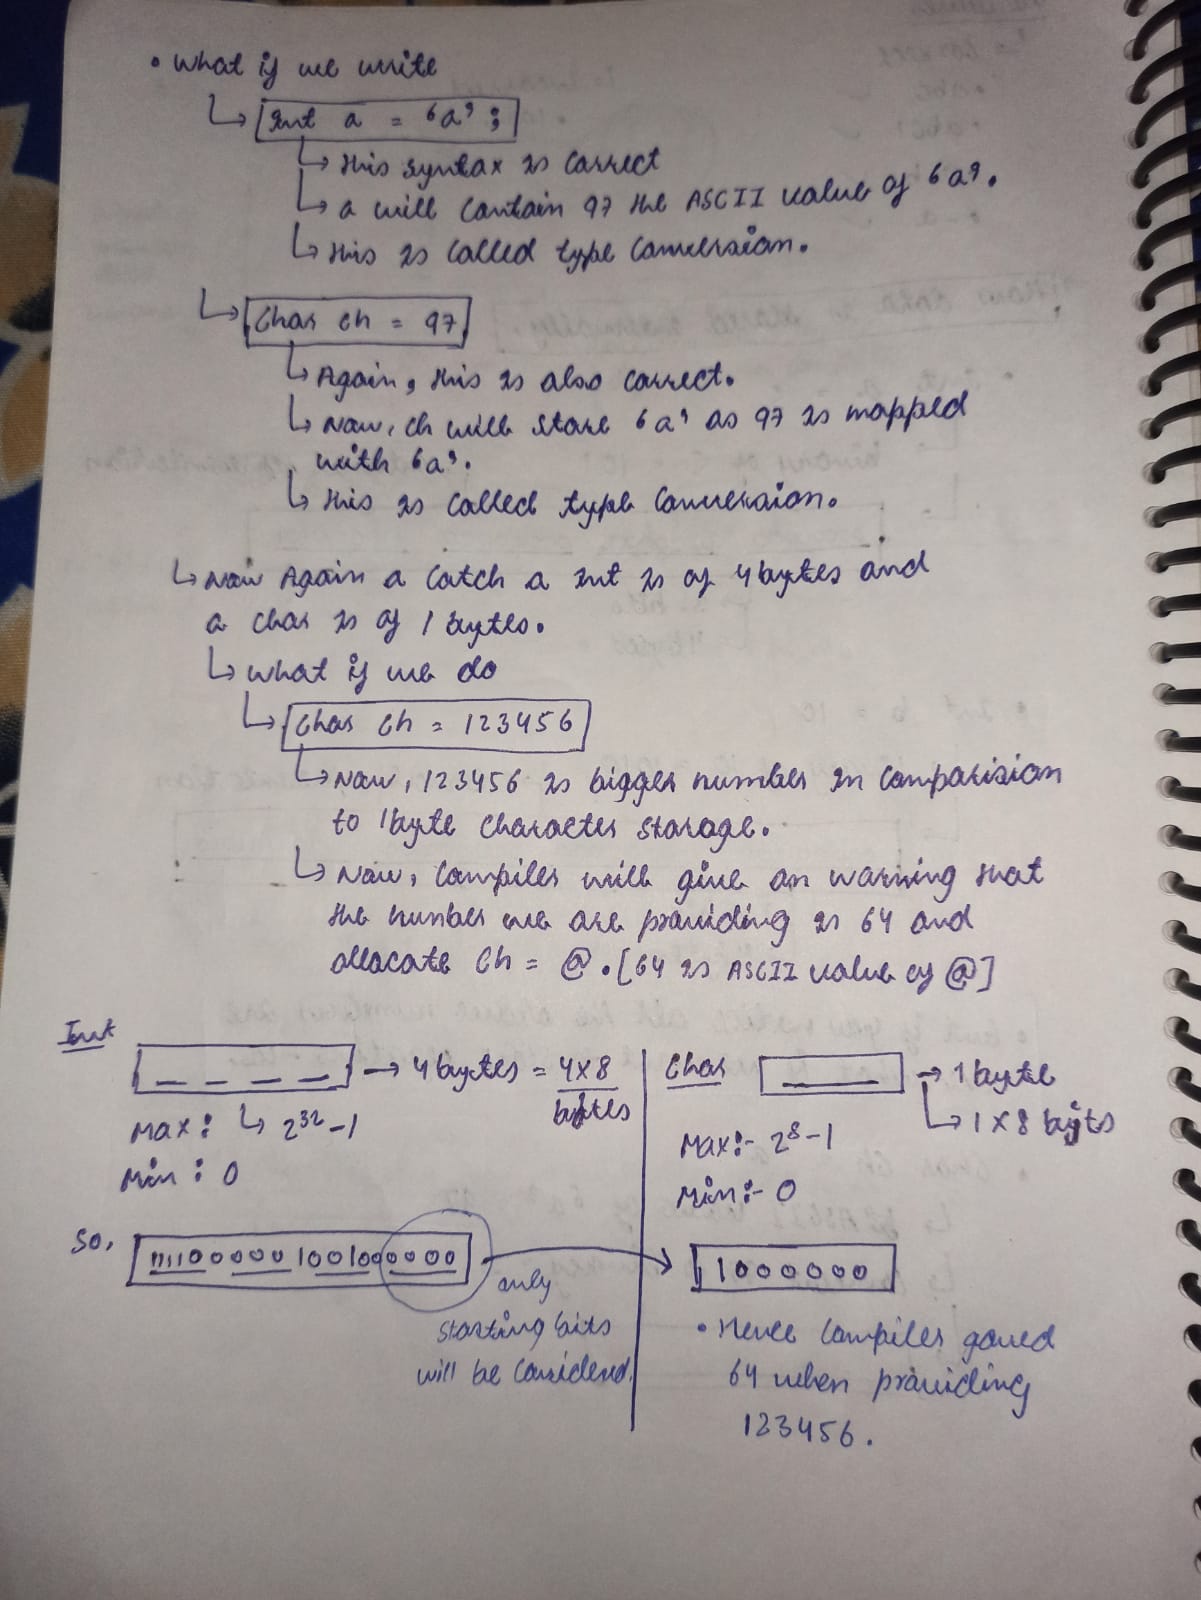 • What if we write
↳ Int a = 'a';
↳ this syntax is correct
↳ a will contain 97 the ASCII value of 'a'.
↳ this is called type conversion.
↳ Char ch = 97
↳ Again, this is also correct.
↳ Now, ch will store 'a' as 97 is mapped
with 'a'.
↳ this is called type conversion.
↳ Now Again a catch a int is of 4 bytes and
a char is of 1 bytes.
↳ what if we do
↳ Char Ch = 123456
↳ Now, 123456 is bigger number in comparision
to 1 byte character storage.
↳ Now, compiler will give an warning that
the number we are providing is 64 and
allocate Ch = @. [64 is ASCII value of @]
Int
→ 4 bytes = 4×8
bits
Max: ↳ 2^32 - 1
Min: 0
Char → 1 byte
↳ 1 × 8 bits
Max:- 2^8 - 1
Min:- 0
So,
11110001001000000
only
starting bits
will be considered.
1000000
• Hence compiler gaved
64 when providing
123456.